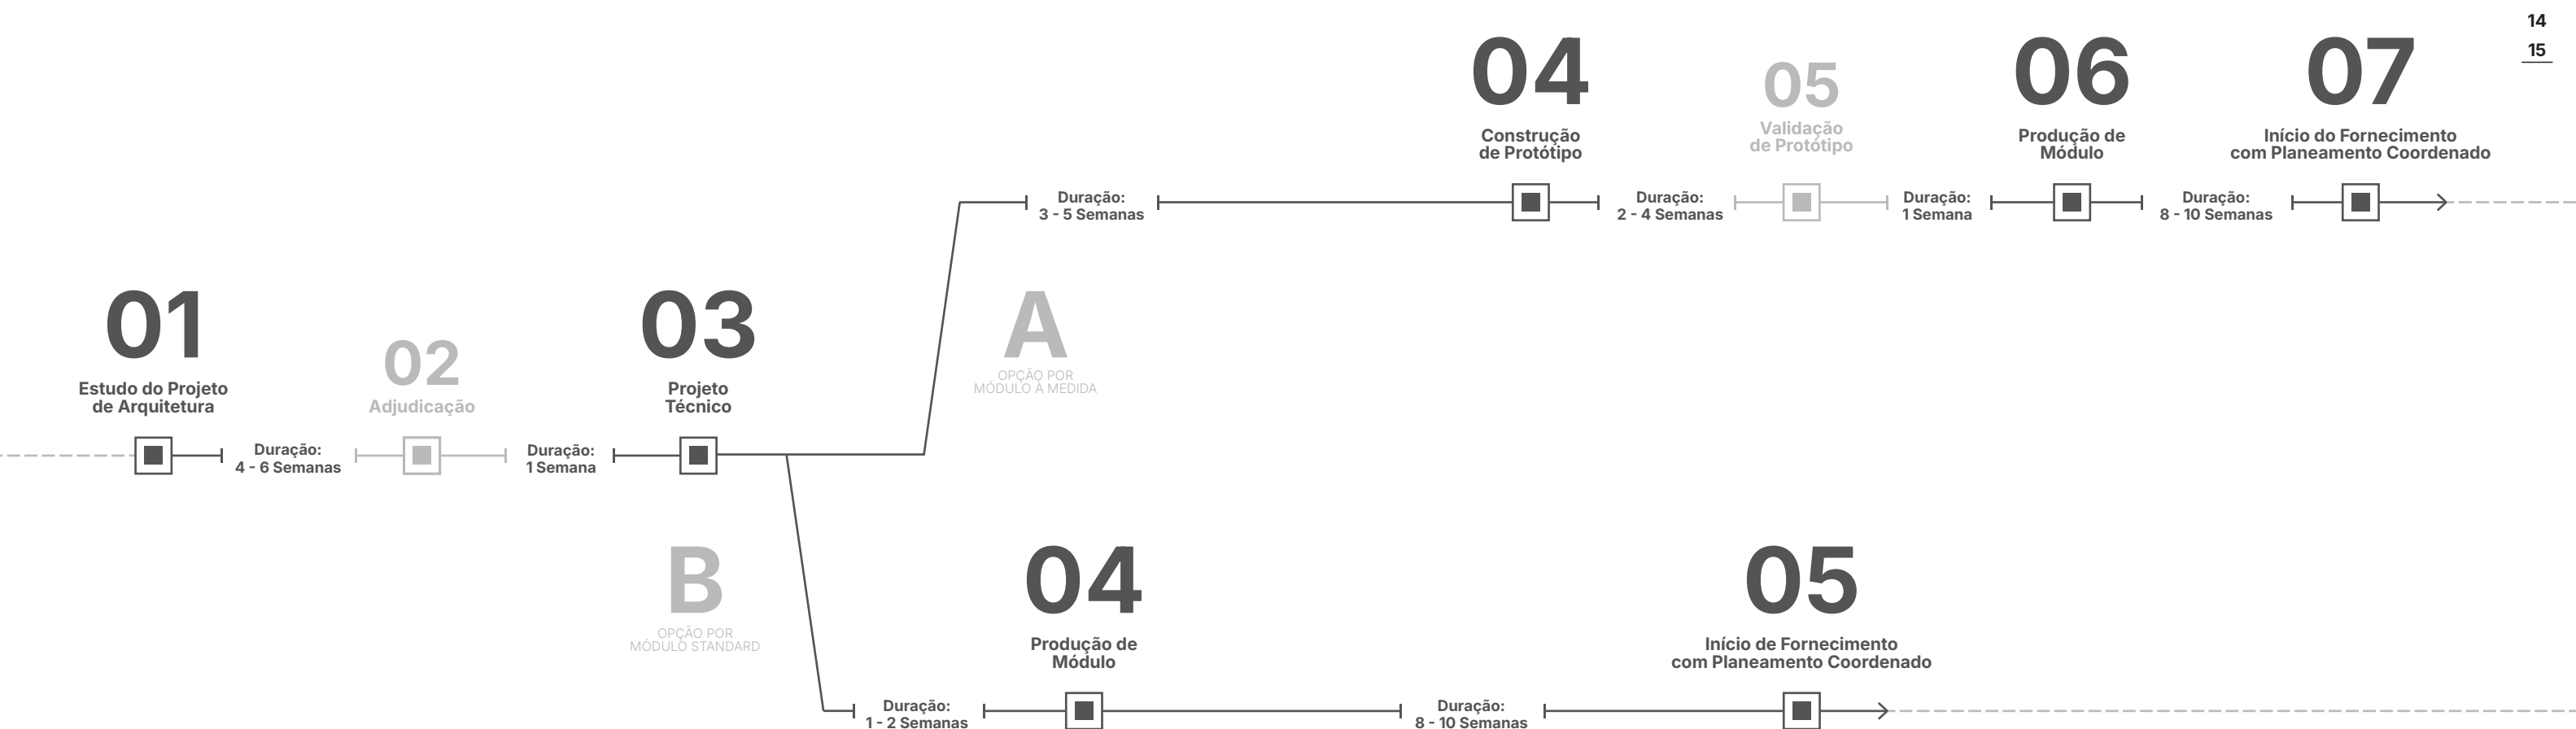 14
15
04
Construção
de Protótipo
05
Validação
de Protótipo
06
Produção de
Módulo
07
Início do Fornecimento
com Planeamento Coordenado
Duração:
3 - 5 Semanas
Duração:
2 - 4 Semanas
Duração:
1 Semana
Duração:
8 - 10 Semanas
01
Estudo do Projeto
de Arquitetura
02
Adjudicação
03
Projeto
Técnico
A
OPÇÃO POR
MÓDULO À MEDIDA
Duração:
4 - 6 Semanas
Duração:
1 Semana
B
OPÇÃO POR
MÓDULO STANDARD
04
Produção de
Módulo
05
Início de Fornecimento
com Planeamento Coordenado
Duração:
1 - 2 Semanas
Duração:
8 - 10 Semanas